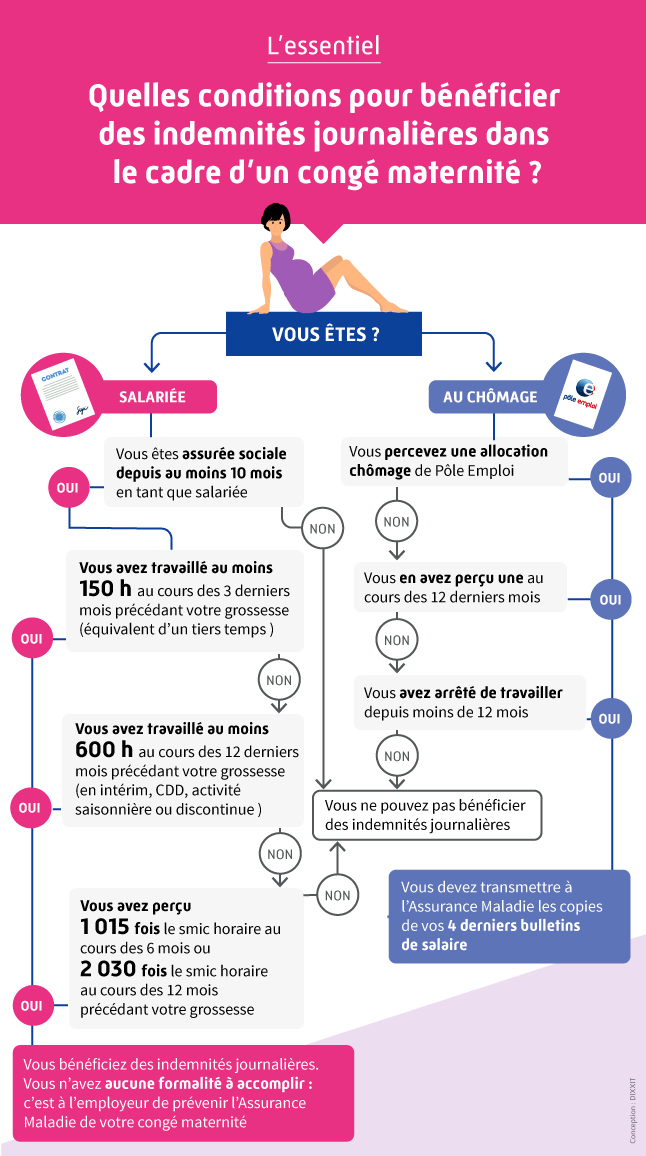 L'essentiel
Quelles conditions pour bénéficier
des indemnités journalières dans
le cadre d'un congé maternité ?
VOUS ÊTES ?
CONTRAT
SALARIÉE
AU CHÔMAGE
pôle emploi
Vous êtes assurée sociale
depuis au moins 10 mois
en tant que salariée
OUI
NON
Vous avez travaillé au moins
150 h au cours des 3 derniers
mois précédant votre grossesse
(équivalent d'un tiers temps )
OUI
NON
Vous avez travaillé au moins
600 h au cours des 12 derniers
mois précédant votre grossesse
(en intérim, CDD, activité
saisonnière ou discontinue )
OUI
NON
Vous avez perçu
1 015 fois le smic horaire au
cours des 6 mois ou
2 030 fois le smic horaire
au cours des 12 mois
précédant votre grossesse
OUI
NON
Vous bénéficiez des indemnités journalières.
Vous n'avez aucune formalité à accomplir :
c'est à l'employeur de prévenir l'Assurance
Maladie de votre congé maternité
Vous percevez une allocation
chômage de Pôle Emploi
OUI
NON
Vous en avez perçu une au
cours des 12 derniers mois
OUI
NON
Vous avez arrêté de travailler
depuis moins de 12 mois
OUI
NON
Vous ne pouvez pas bénéficier
des indemnités journalières
Vous devez transmettre à
l'Assurance Maladie les copies
de vos 4 derniers bulletins
de salaire
Conception : DIXXIT